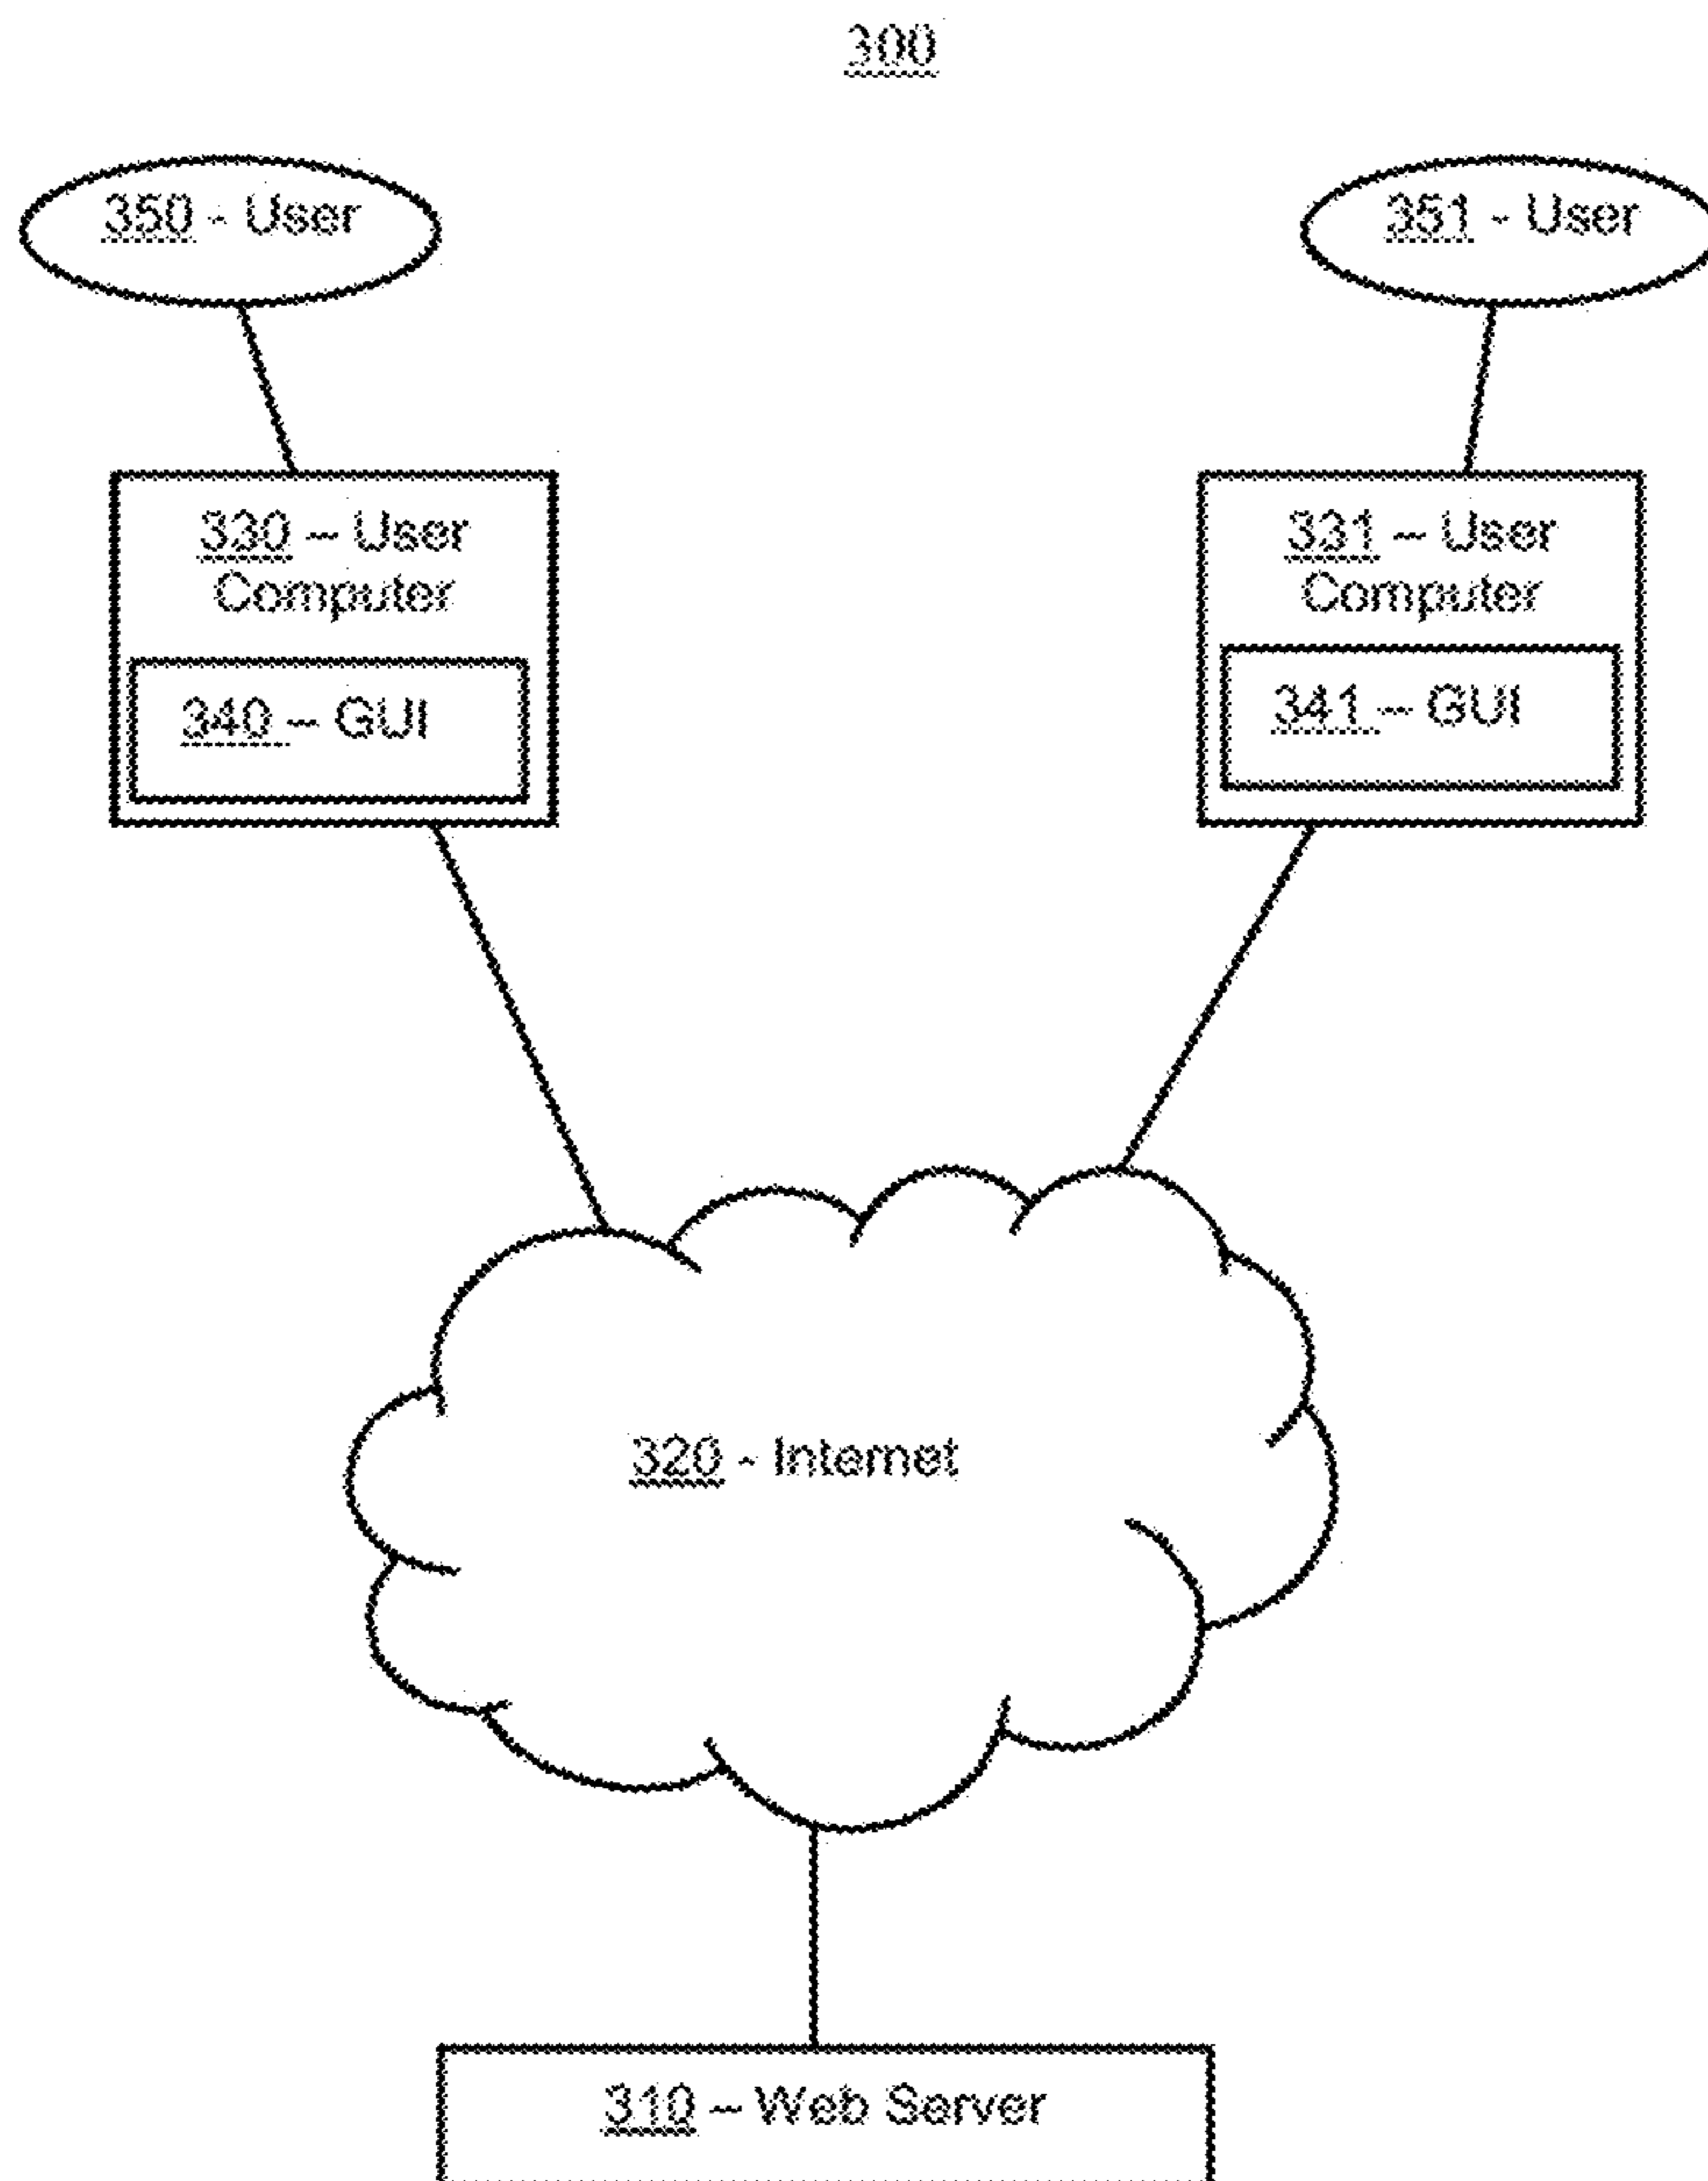 300
350 - User
351 - User
330 – User
Computer
331 – User
Computer
340 – GUI
341 – GUI
320 - Internet
310 – Web Server